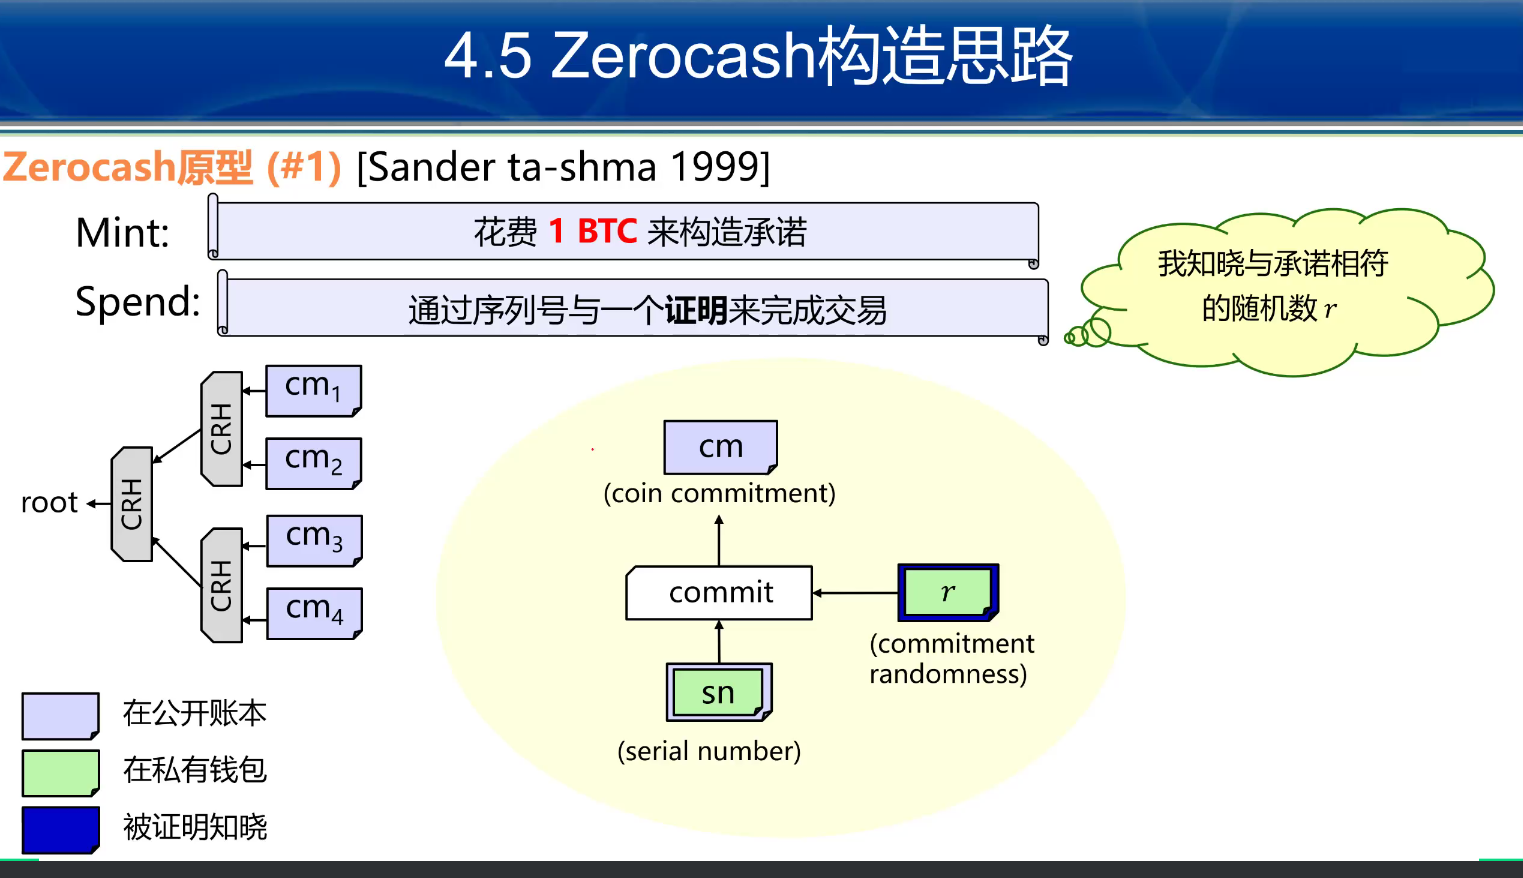 4.5 Zerocash构造思路
Zerocash原型 (#1) [Sander ta-shma 1999]
Mint:
花费 1 BTC 来构造承诺
Spend:
通过序列号与一个证明来完成交易
我知晓与承诺相符
的随机数 r
root
CRH
CRH
CRH
cm1
cm2
cm3
cm4
cm
(coin commitment)
commit
r
(commitment
randomness)
sn
(serial number)
在公开账本
在私有钱包
被证明知晓